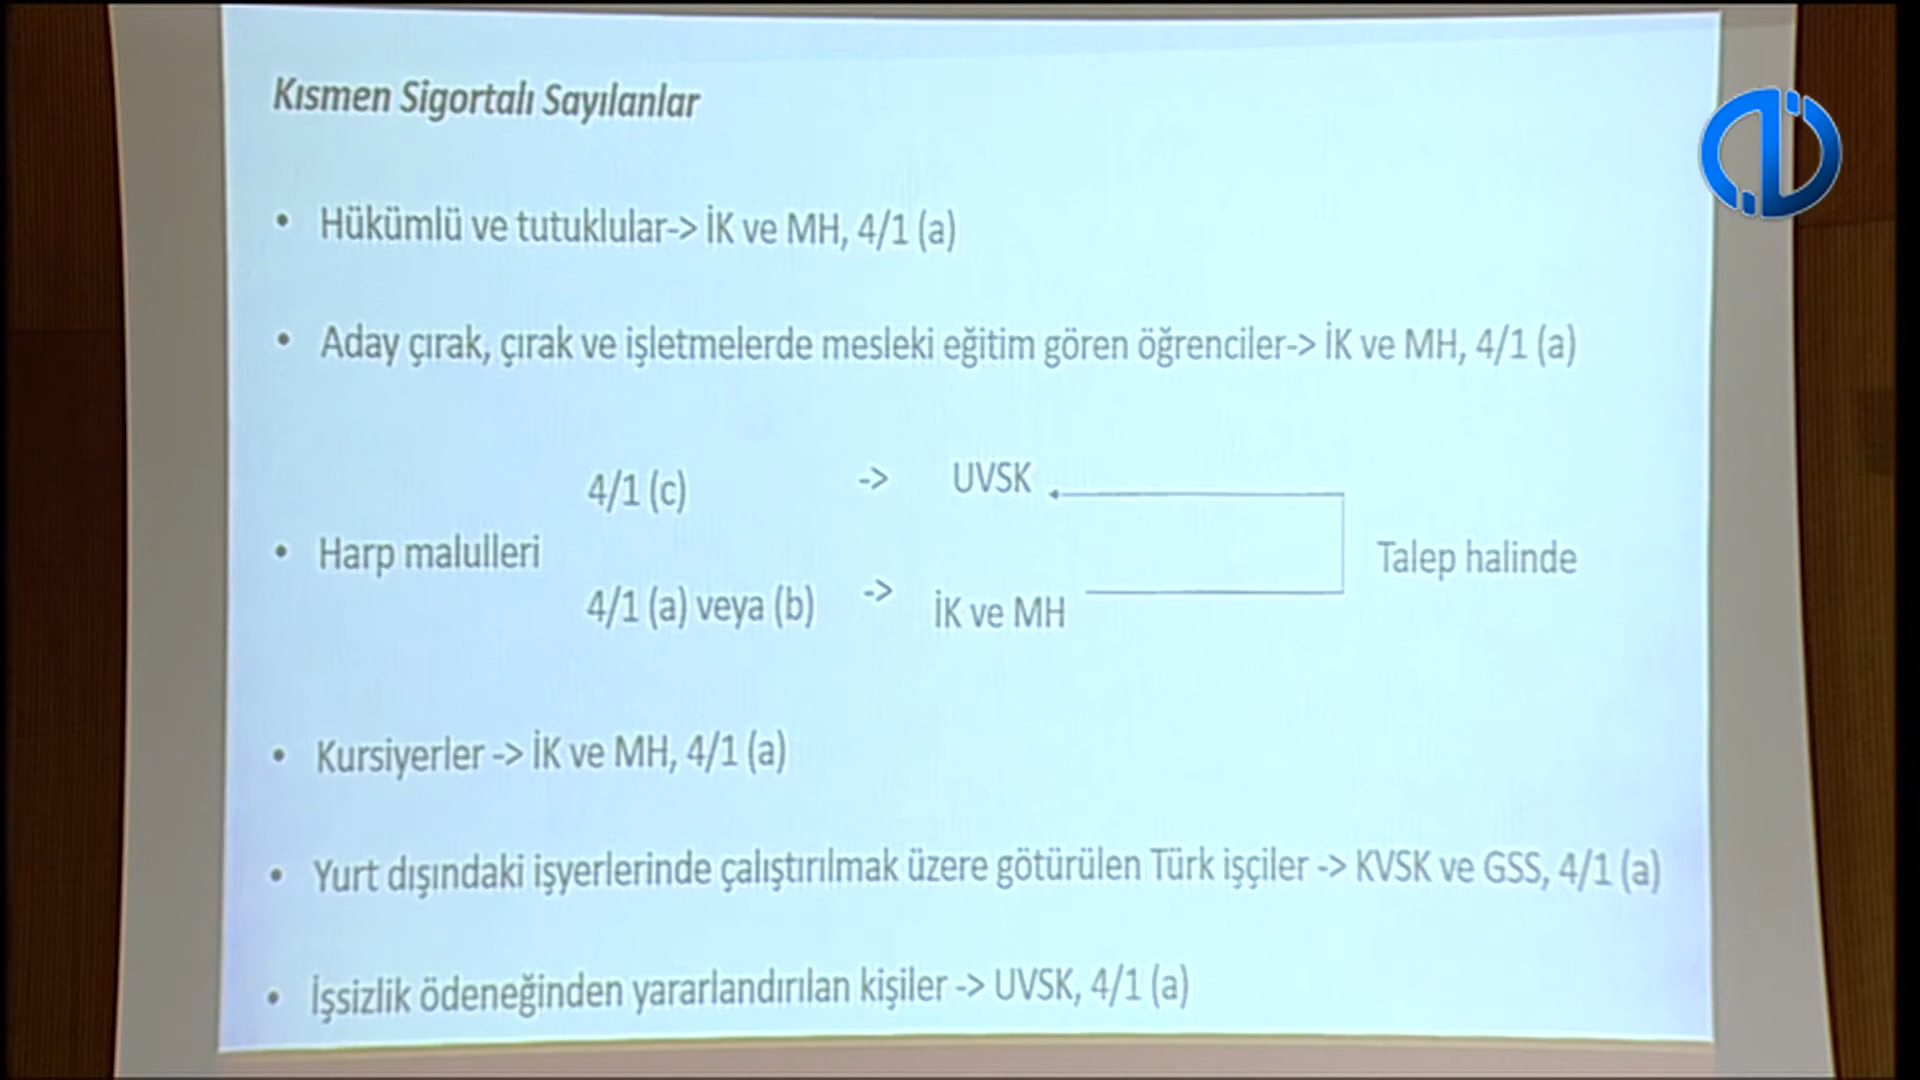 Kısmen Sigortalı Sayılanlar
• Hükümlü ve tutuklular-> İK ve MH, 4/1 (a)
• Aday çırak, çırak ve işletmelerde mesleki eğitim gören öğrenciler-> İK ve MH, 4/1 (a)
4/1 (c) -> UVSK
• Harp malulleri Talep halinde
4/1 (a) veya (b) -> İK ve MH
• Kursiyerler -> İK ve MH, 4/1 (a)
• Yurt dışındaki işyerlerinde çalıştırılmak üzere götürülen Türk işçiler -> KVSK ve GSS, 4/1 (a)
• İşsizlik ödeneğinden yararlandırılan kişiler -> UVSK, 4/1 (a)